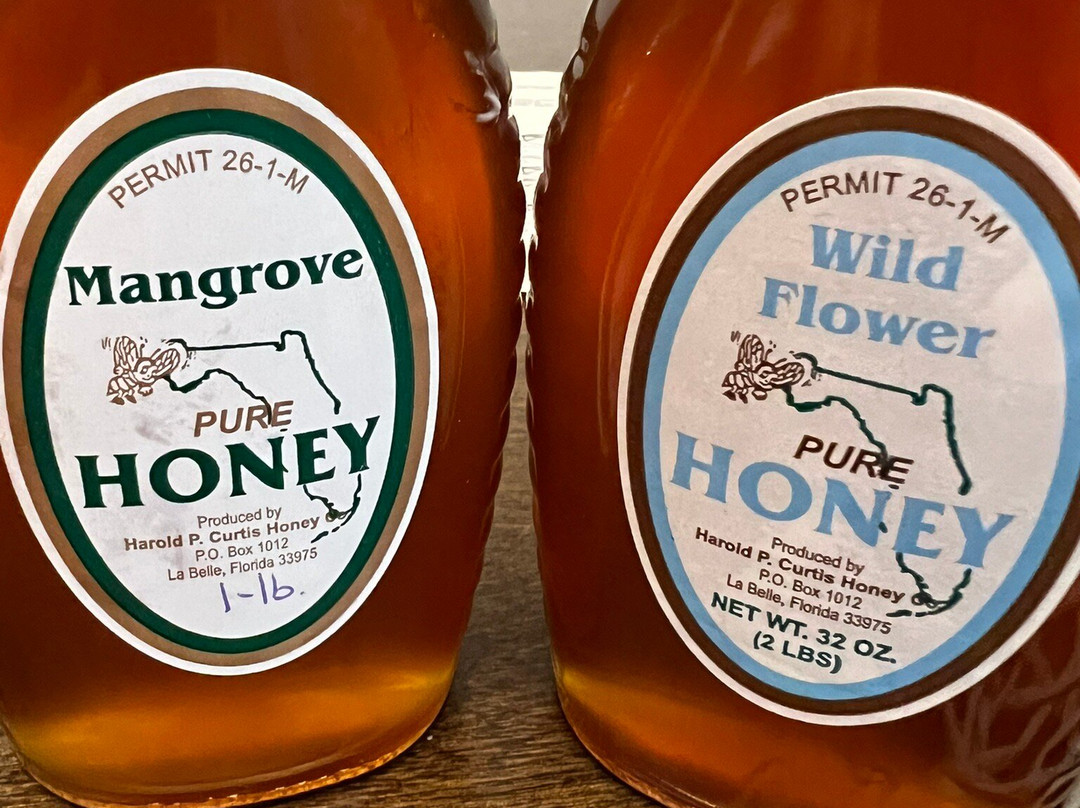 PERMIT 26-1-M
Mangrove
PURE
HONEY
Produced by
Harold P. Curtis Honey Co.
P.O. Box 1012
La Belle, Florida 33975
1-lb.
PERMIT 26-1-M
Wild
Flower
PURE
HONEY
Produced by
Harold P. Curtis Honey Co.
P.O. Box 1012
La Belle, Florida 33975
NET WT. 32 OZ.
(2 LBS)